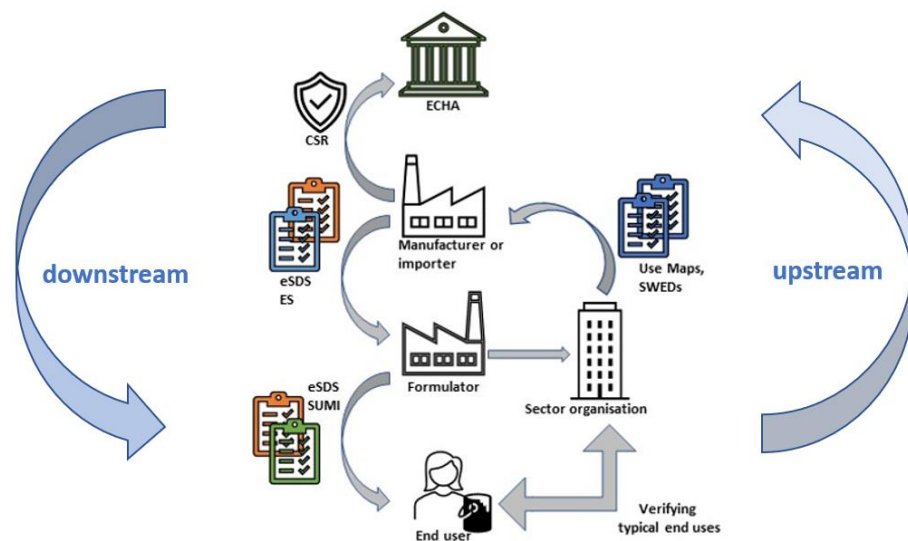 ECHA
CSR
Manufacturer or
importer
Use Maps,
SWEDs
downstream
upstream
eSDS
ES
Formulator
eSDS
SUMI
Sector organisation
Verifying
typical end uses
End user